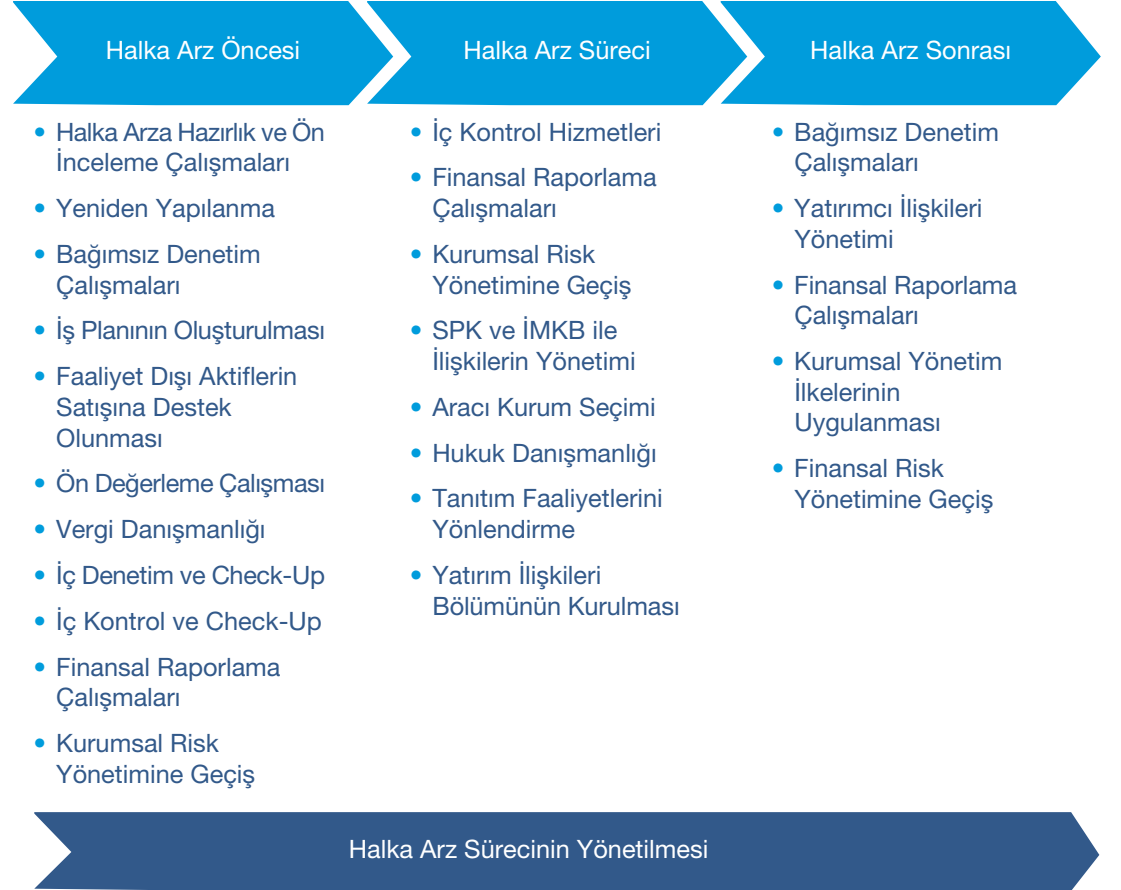 Halka Arz Öncesi
• Halka Arza Hazırlık ve Ön
İnceleme Çalışmaları
• Yeniden Yapılanma
• Bağımsız Denetim
Çalışmaları
• İş Planının Oluşturulması
• Faaliyet Dışı Aktiflerin
Satışına Destek
Olunması
• Ön Değerleme Çalışması
• Vergi Danışmanlığı
• İç Denetim ve Check-Up
• İç Kontrol ve Check-Up
• Finansal Raporlama
Çalışmaları
• Kurumsal Risk
Yönetimine Geçiş
Halka Arz Süreci
• İç Kontrol Hizmetleri
• Finansal Raporlama
Çalışmaları
• Kurumsal Risk
Yönetimine Geçiş
• SPK ve İMKB ile
İlişkilerin Yönetimi
• Aracı Kurum Seçimi
• Hukuk Danışmanlığı
• Tanıtım Faaliyetlerini
Yönlendirme
• Yatırım İlişkileri
Bölümünün Kurulması
Halka Arz Sonrası
• Bağımsız Denetim
Çalışmaları
• Yatırımcı İlişkileri
Yönetimi
• Finansal Raporlama
Çalışmaları
• Kurumsal Yönetim
İlkelerinin
Uygulanması
• Finansal Risk
Yönetimine Geçiş
Halka Arz Sürecinin Yönetilmesi